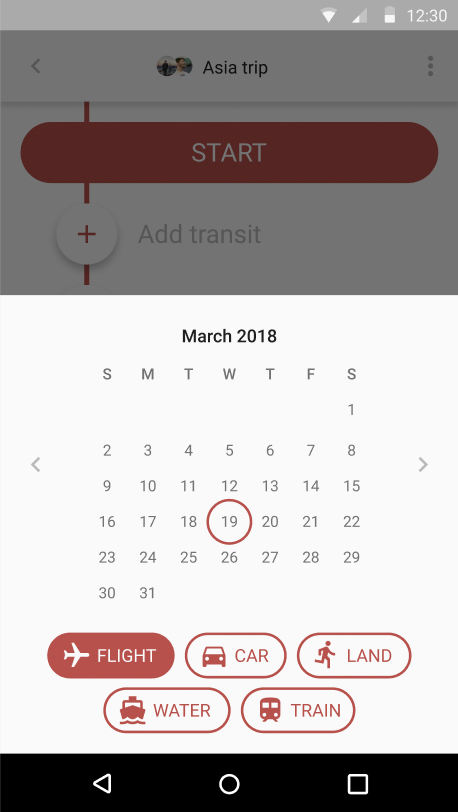 12:30
Asia trip
START
Add transit
March 2018
S M T W T F S
1
2 3 4 5 6 7 8
9 10 11 12 13 14 15
16 17 18 19 20 21 22
23 24 25 26 27 28 29
30 31
FLIGHT CAR LAND
WATER TRAIN